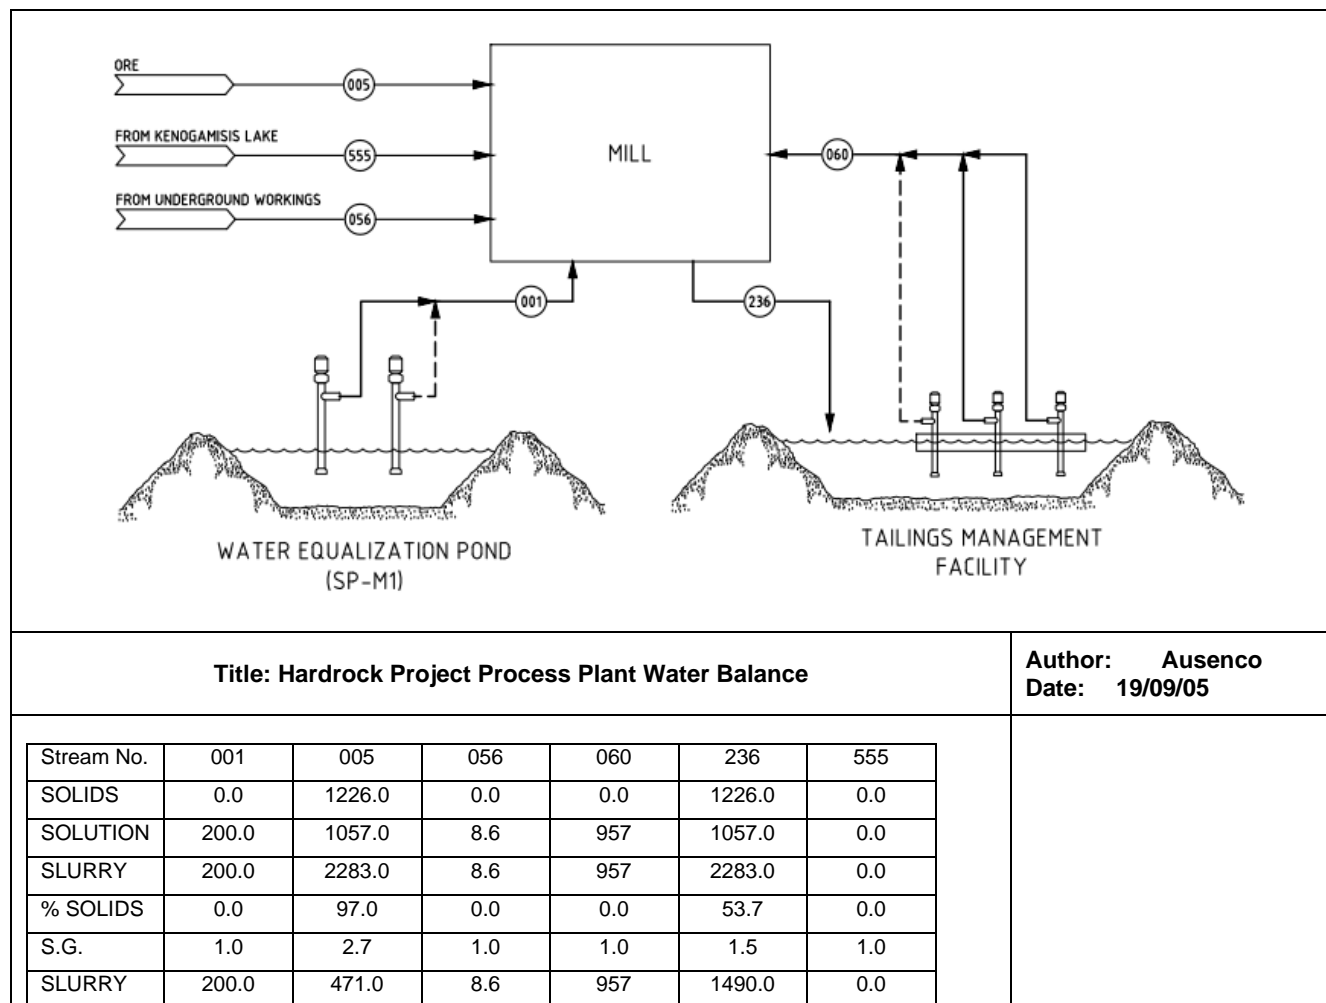 ORE
005
FROM KENOGAMISIS LAKE
555
MILL
060
FROM UNDERGROUND WORKINGS
056
001
236
WATER EQUALIZATION POND
(SP-M1)
TAILINGS MANAGEMENT
FACILITY
Title: Hardrock Project Process Plant Water Balance
Author: Ausenco
Date: 19/09/05
Stream No. 001 005 056 060 236 555
SOLIDS 0.0 1226.0 0.0 0.0 1226.0 0.0
SOLUTION 200.0 1057.0 8.6 957 1057.0 0.0
SLURRY 200.0 2283.0 8.6 957 2283.0 0.0
% SOLIDS 0.0 97.0 0.0 0.0 53.7 0.0
S.G. 1.0 2.7 1.0 1.0 1.5 1.0
SLURRY 200.0 471.0 8.6 957 1490.0 0.0